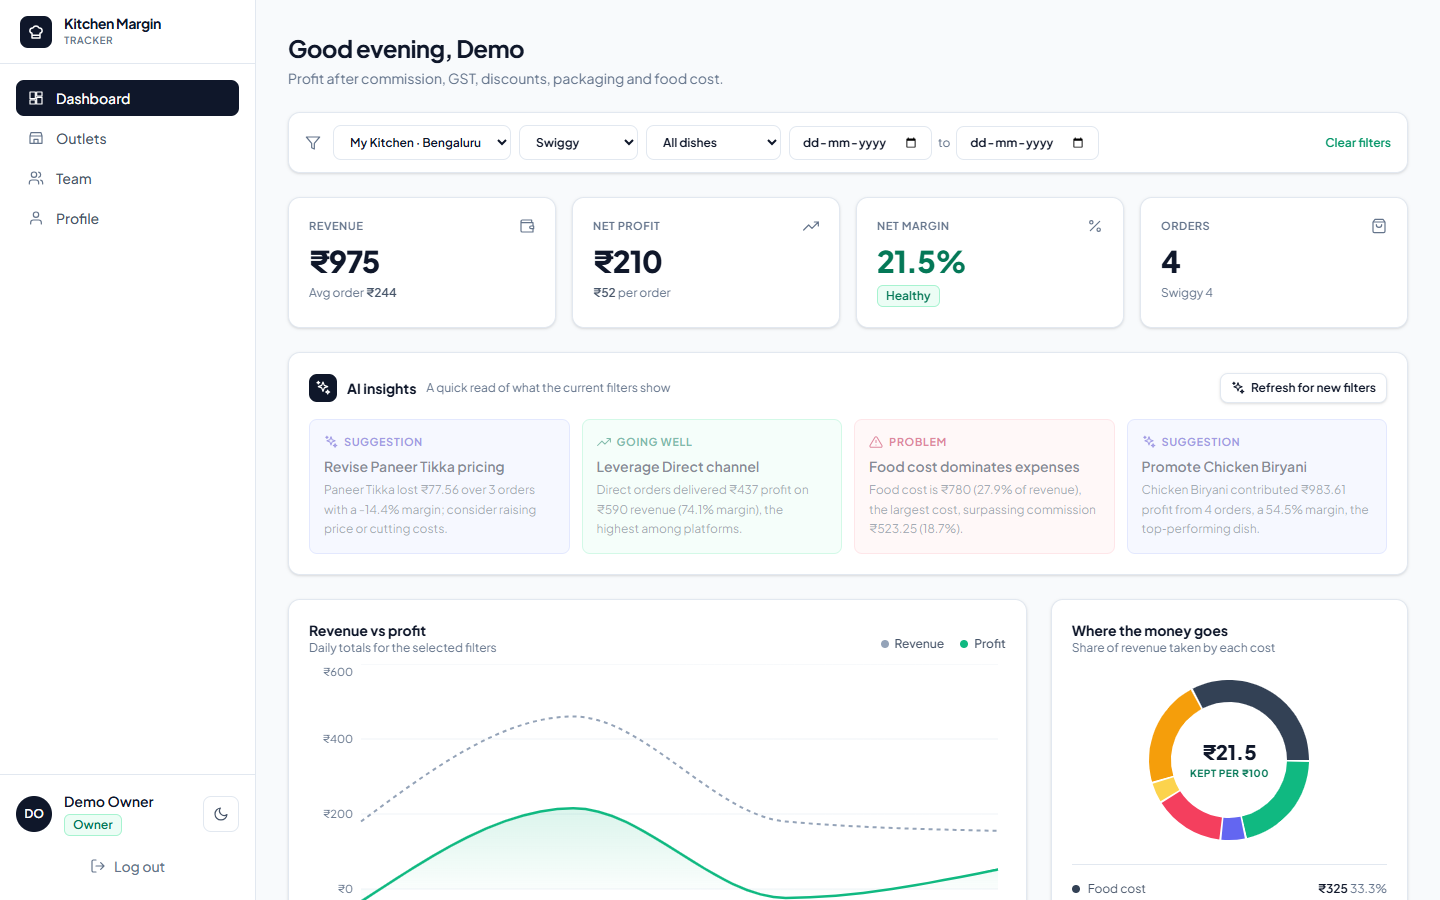 Kitchen Margin
TRACKER
Dashboard
Outlets
Team
Profile
Demo Owner
DO
Owner
Log out
Good evening, Demo
Profit after commission, GST, discounts, packaging and food cost.
My Kitchen · Bengaluru
Swiggy
All dishes
dd-mm-yyyy
to
dd-mm-yyyy
Clear filters
REVENUE
₹975
Avg order ₹244
NET PROFIT
₹210
₹52 per order
NET MARGIN
21.5%
Healthy
ORDERS
4
Swiggy 4
AI insights
A quick read of what the current filters show
Refresh for new filters
SUGGESTION
Revise Paneer Tikka pricing
Paneer Tikka lost ₹77.56 over 3 orders
with a -14.4% margin; consider raising
price or cutting costs.
GOING WELL
Leverage Direct channel
Direct orders delivered ₹437 profit on
₹590 revenue (74.1% margin), the
highest among platforms.
PROBLEM
Food cost dominates expenses
Food cost is ₹780 (27.9% of revenue),
the largest cost, surpassing commission
₹523.25 (18.7%).
SUGGESTION
Promote Chicken Biryani
Chicken Biryani contributed ₹983.61
profit from 4 orders, a 54.5% margin, the
top-performing dish.
Revenue vs profit
Daily totals for the selected filters
Revenue
Profit
₹600
₹400
₹200
₹0
Where the money goes
Share of revenue taken by each cost
₹21.5
KEPT PER ₹100
Food cost
₹325 33.3%